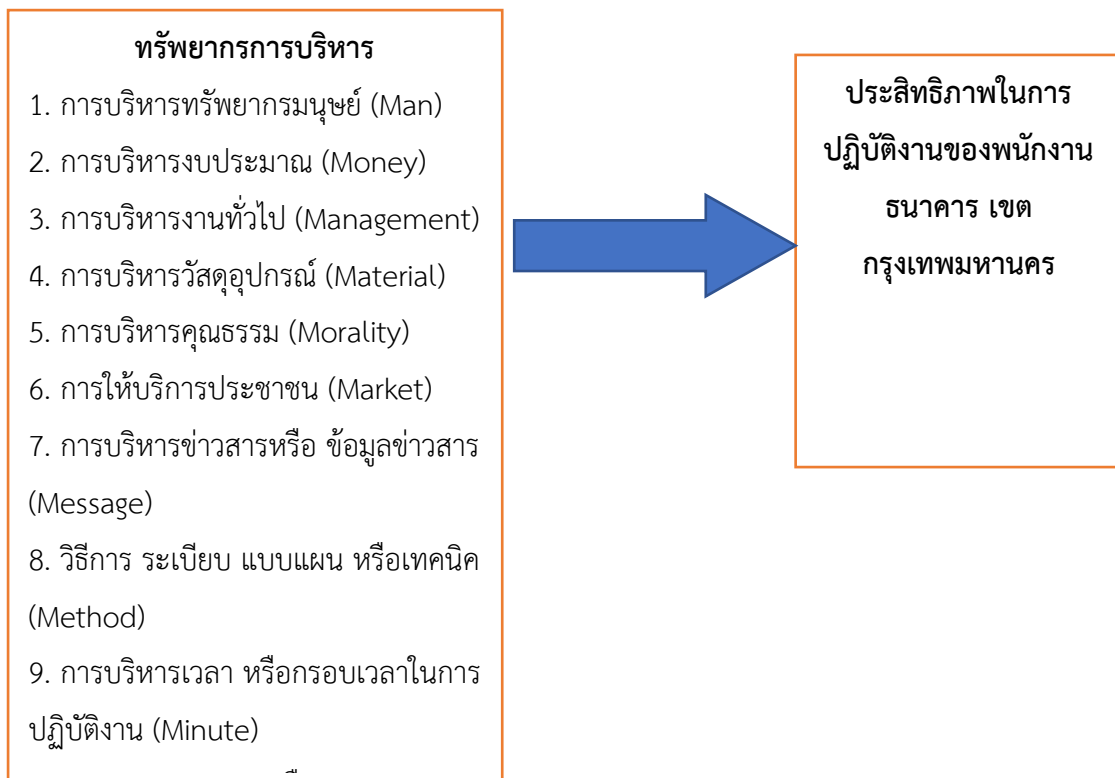 ทรัพยากรการบริหาร
1. การบริหารทรัพยากรมนุษย์ (Man)
2. การบริหารงบประมาณ (Money)
3. การบริหารงานทั่วไป (Management)
4. การบริหารวัสดุอุปกรณ์ (Material)
5. การบริหารคุณธรรม (Morality)
6. การให้บริการประชาชน (Market)
7. การบริหารข่าวสารหรือ ข้อมูลข่าวสาร
(Message)
8. วิธีการ ระเบียบ แบบแผน หรือเทคนิค
(Method)
9. การบริหารเวลา หรือกรอบเวลาในการ
ปฏิบัติงาน (Minute)
ประสิทธิภาพในการ
ปฏิบัติงานของพนักงาน
ธนาคาร เขต
กรุงเทพมหานคร